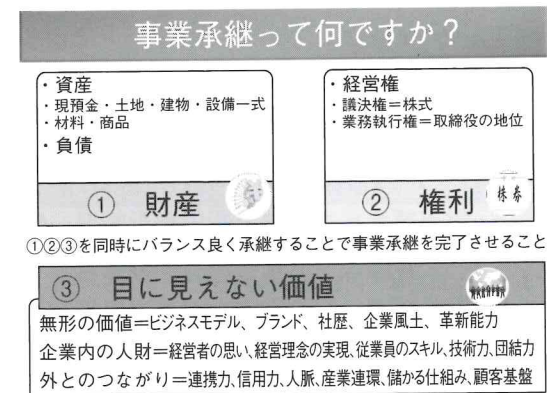 事業承継って何ですか?
・資産
・現預金・土地・建物・設備一式
・材料・商品
・負債
① 財産
・経営権
・議決権=株式
・業務執行権=取締役の地位
② 権利
株券
①②③を同時にバランス良く承継することで事業承継を完了させること
③ 目に見えない価値
無形の価値=ビジネスモデル、ブランド、社歴、企業風土、革新能力
企業内の人財=経営者の思い、経営理念の実現、従業員のスキル、技術力、団結力
外とのつながり=連携力、信用力、人脈、産業連環、儲かる仕組み、顧客基盤